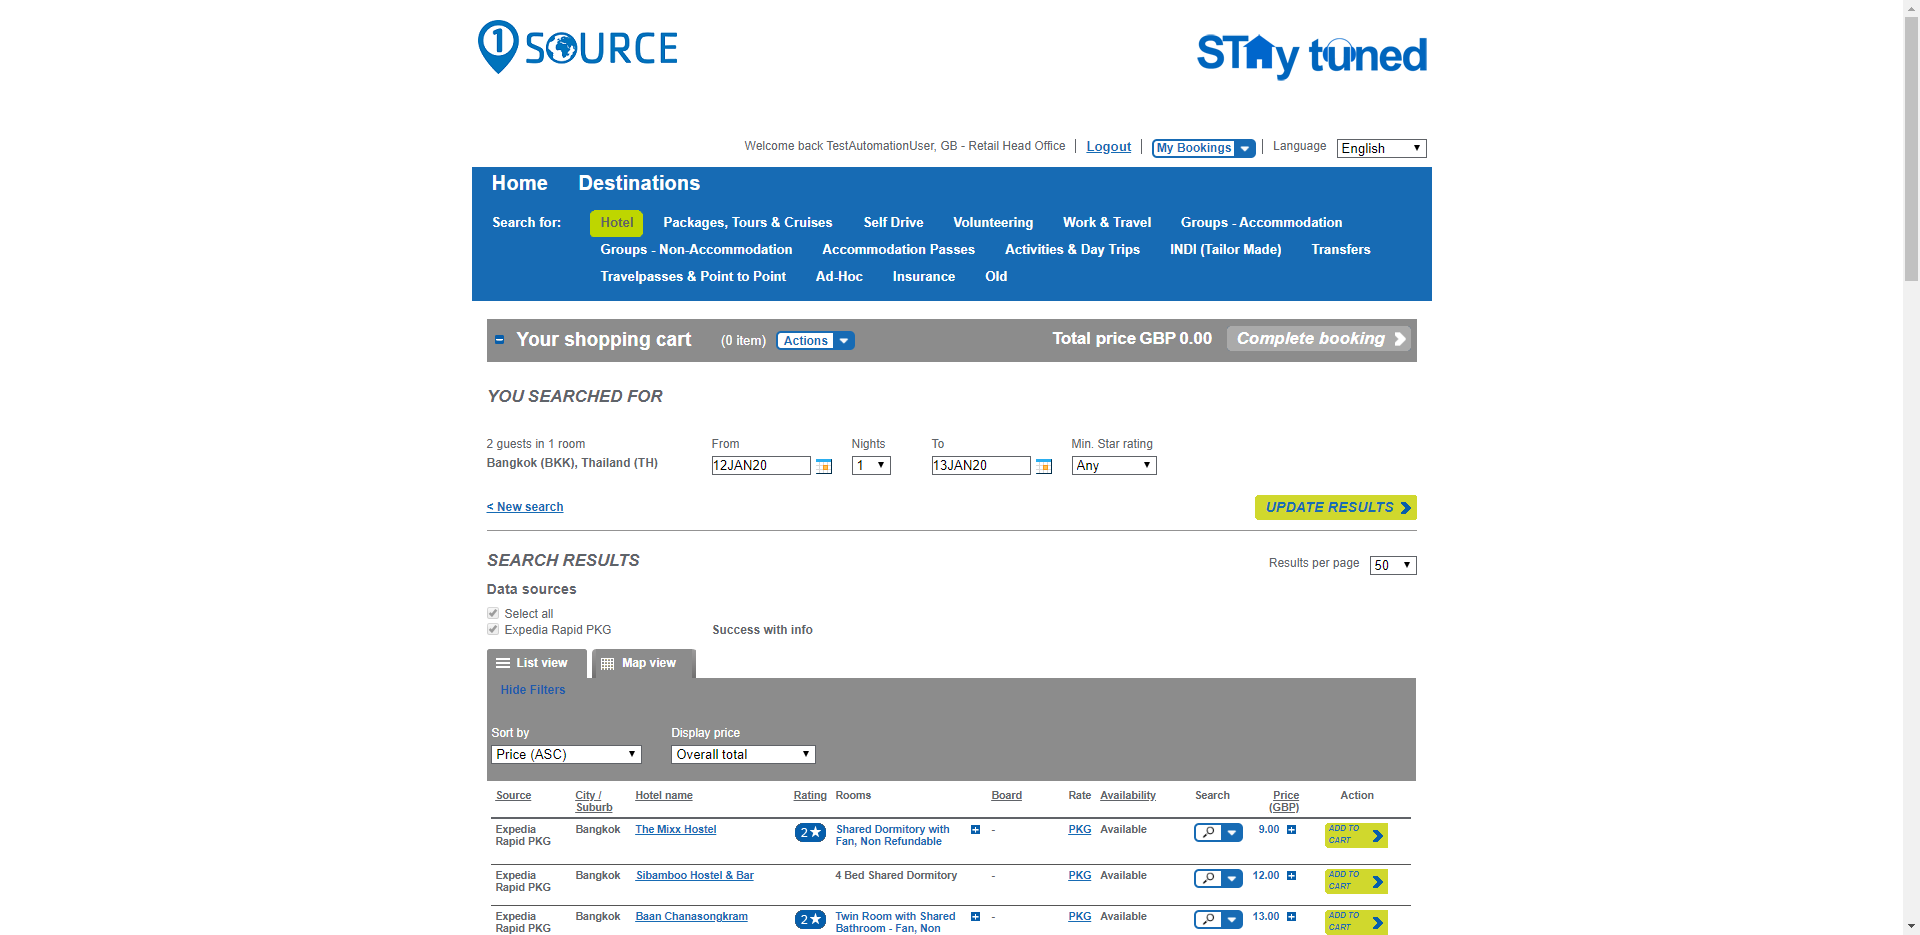 1 SOURCE
STAy tuned
Welcome back TestAutomationUser, GB - Retail Head Office | Logout | My Bookings | Language English
Home Destinations
Search for: Hotel Packages, Tours & Cruises Self Drive Volunteering Work & Travel Groups - Accommodation
Groups - Non-Accommodation Accommodation Passes Activities & Day Trips INDI (Tailor Made) Transfers
Travelpasses & Point to Point Ad-Hoc Insurance Old
Your shopping cart (0 item) Actions Total price GBP 0.00 Complete booking
YOU SEARCHED FOR
2 guests in 1 room From Nights To Min. Star rating
Bangkok (BKK), Thailand (TH) 12JAN20 1 13JAN20 Any
< New search UPDATE RESULTS
SEARCH RESULTS Results per page 50
Data sources
Select all
Expedia Rapid PKG Success with info
List view Map view
Hide Filters
Sort by Display price
Price (ASC) Overall total
Source City / Hotel name Rating Rooms Board Rate Availability Search Price Action
Suburb (GBP)
Expedia Bangkok The Mixx Hostel 2★ Shared Dormitory with - PKG Available 9.00 ADD TO
Rapid PKG Fan, Non Refundable CART
Expedia Bangkok Sibamboo Hostel & Bar 4 Bed Shared Dormitory - PKG Available 12.00 ADD TO
Rapid PKG CART
Expedia Bangkok Baan Chanasongkram 2★ Twin Room with Shared - PKG Available 13.00 ADD TO
Rapid PKG Bathroom - Fan, Non CART